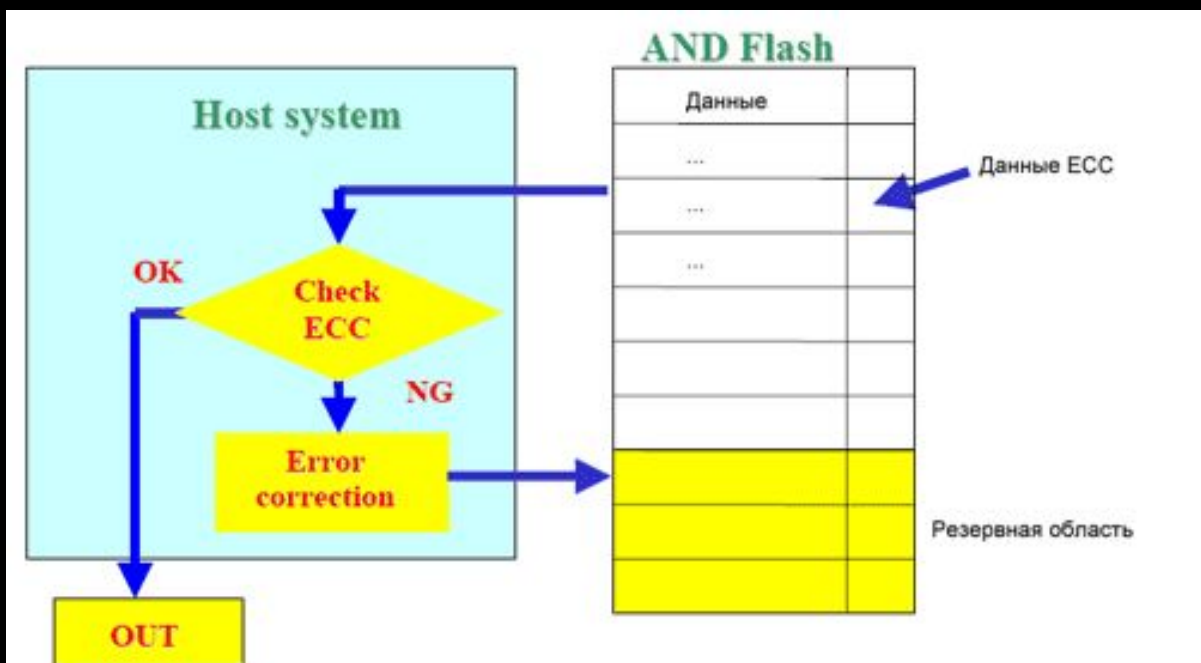 AND Flash
Host system
Данные
...
Данные ECC
...
OK
...
Check
ECC
NG
Error
correction
Резервная область
OUT